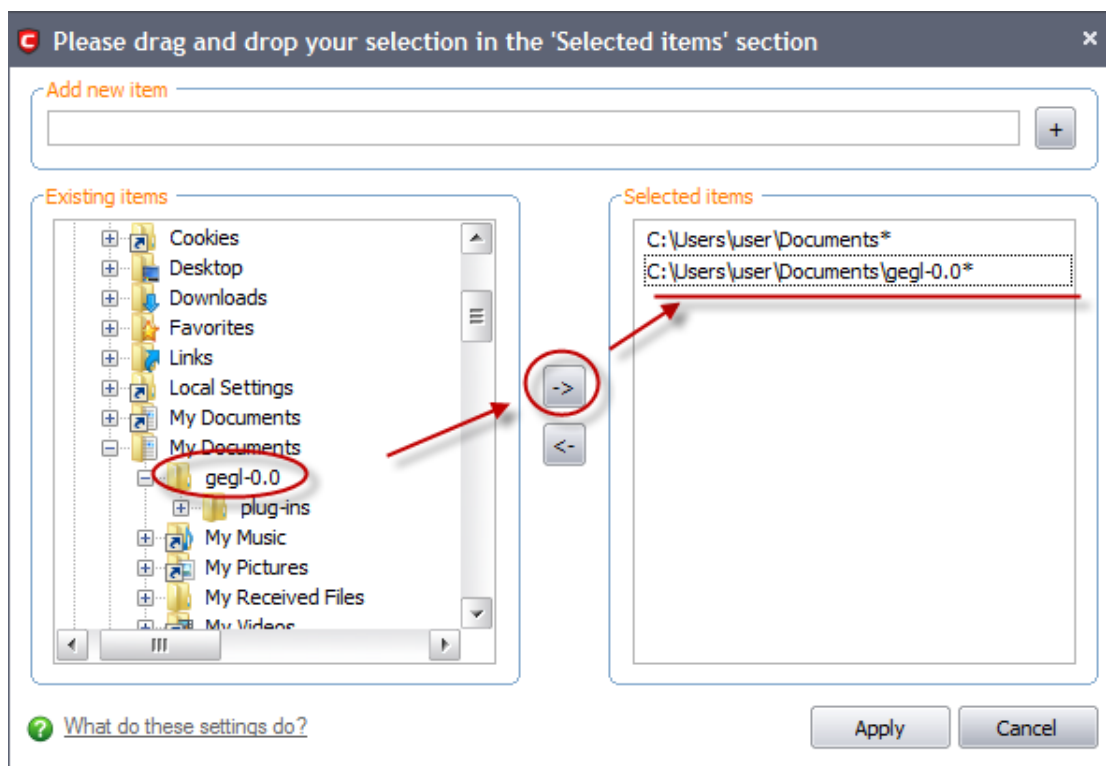 Please drag and drop your selection in the 'Selected items' section
Add new item
+
Existing items
Cookies
Desktop
Downloads
Favorites
Links
Local Settings
My Documents
My Documents
gegl-0.0
plug-ins
My Music
My Pictures
My Received Files
My Videos
->
<-
Selected items
C:\Users\user\Documents*
C:\Users\user\Documents\gegl-0.0*
What do these settings do?
Apply
Cancel